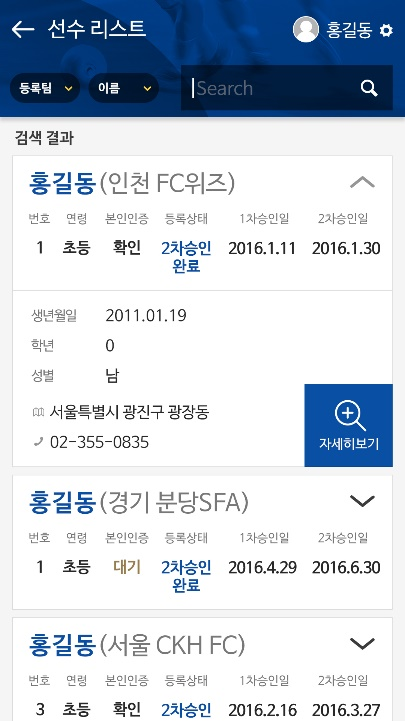 선수 리스트 홍길동
등록팀 이름 Search
검색 결과
홍길동(인천 FC위즈)
번호 연령 본인인증 등록상태 1차승인일 2차승인일
1 초등 확인 2차승인 2016.1.11 2016.1.30
완료
생년월일 2011.01.19
학년 0
성별 남
서울특별시 광진구 광장동
02-355-0835
자세히보기
홍길동(경기 분당SFA)
번호 연령 본인인증 등록상태 1차승인일 2차승인일
1 초등 대기 2차승인 2016.4.29 2016.6.30
완료
홍길동(서울 CKH FC)
번호 연령 본인인증 등록상태 1차승인일 2차승인일
3 초등 확인 2차승인 2016.2.16 2016.3.27